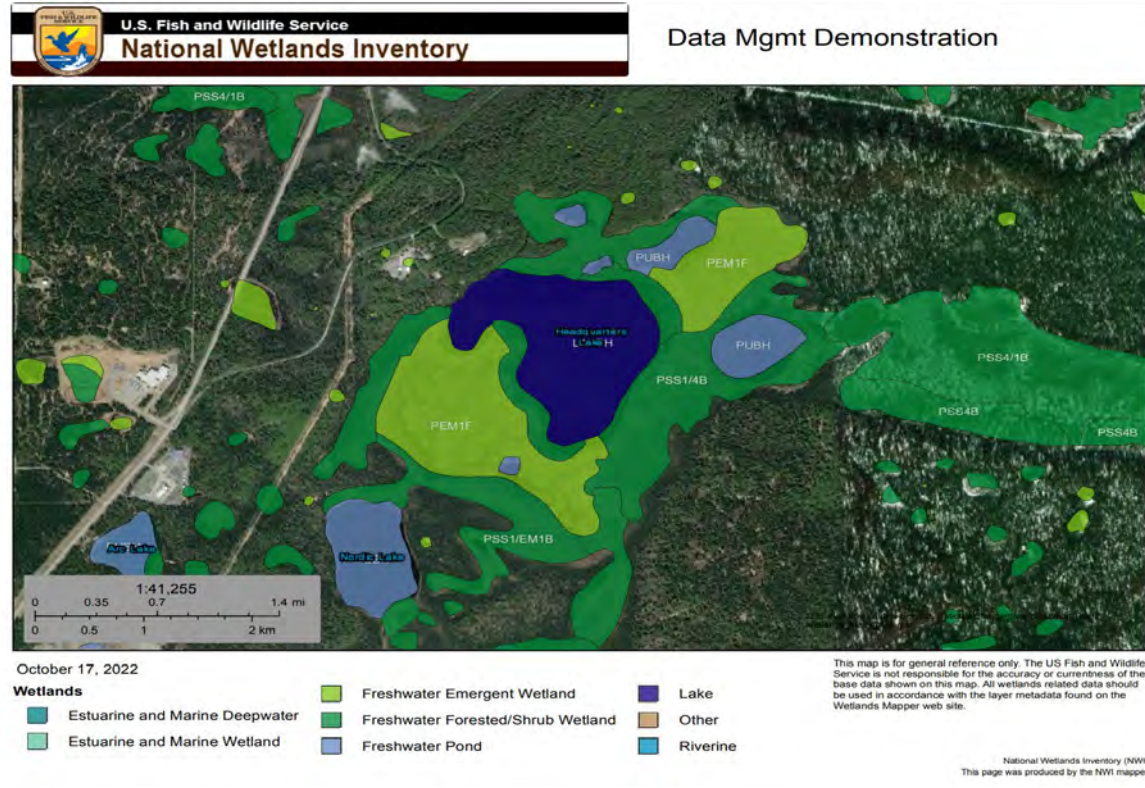 U.S.
FISH & WILDLIFE
SERVICE
U.S. Fish and Wildlife Service
National Wetlands Inventory
Data Mgmt Demonstration
PSS4/1B
PUBH
PEM1F
Headquarters
Lake
H
PUBH
PSS4/1B
PSS1/4B
PSS4B
PEM1F
PSS4B
PSS1/EM1B
Arc Lake
Nordic Lake
1:41,255
0 0.35 0.7 1.4 mi
0 0.5 1 2 km
October 17, 2022
Wetlands
Estuarine and Marine Deepwater
Estuarine and Marine Wetland
Freshwater Emergent Wetland
Freshwater Forested/Shrub Wetland
Freshwater Pond
Lake
Other
Riverine
This map is for general reference only. The US Fish and Wildlife
Service is not responsible for the accuracy or currentness of the
base data shown on this map. All wetlands related data should
be used in accordance with the layer metadata found on the
Wetlands Mapper web site.
National Wetlands Inventory (NWI
This page was produced by the NWI mappe